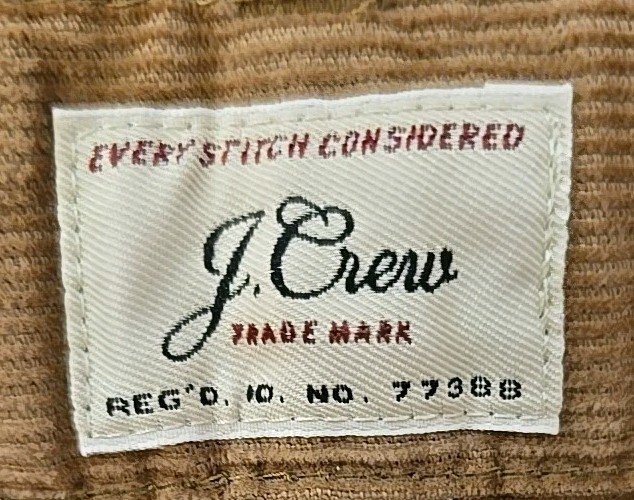 EVERY STITCH CONSIDERED
J.Crew
TRADE MARK
REG'D. ID. NO. 77388